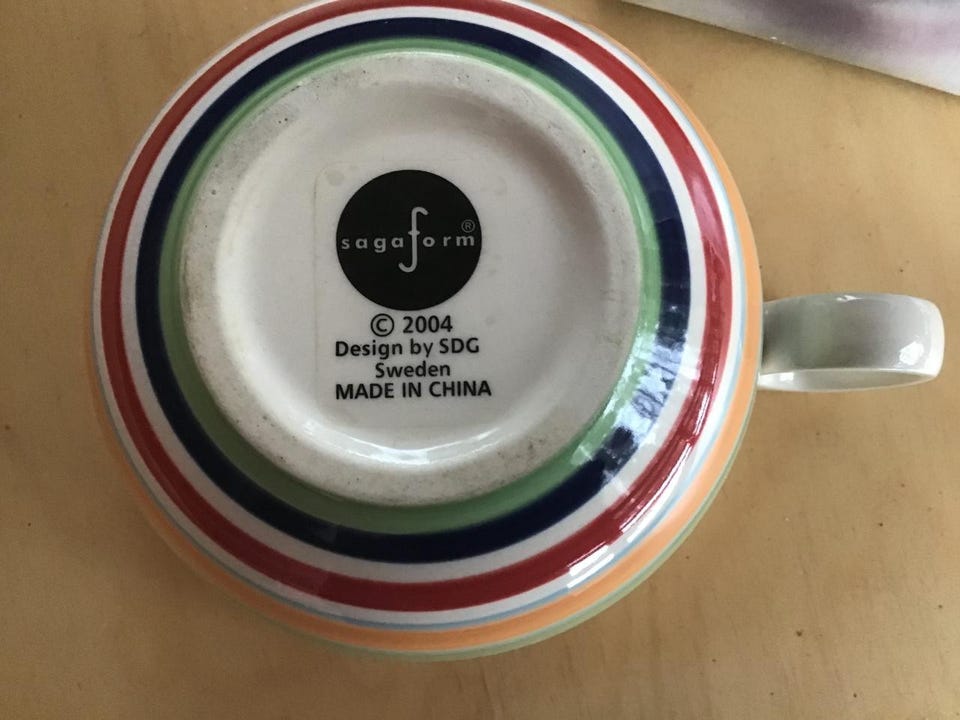 sagaform®
© 2004
Design by SDG
Sweden
MADE IN CHINA